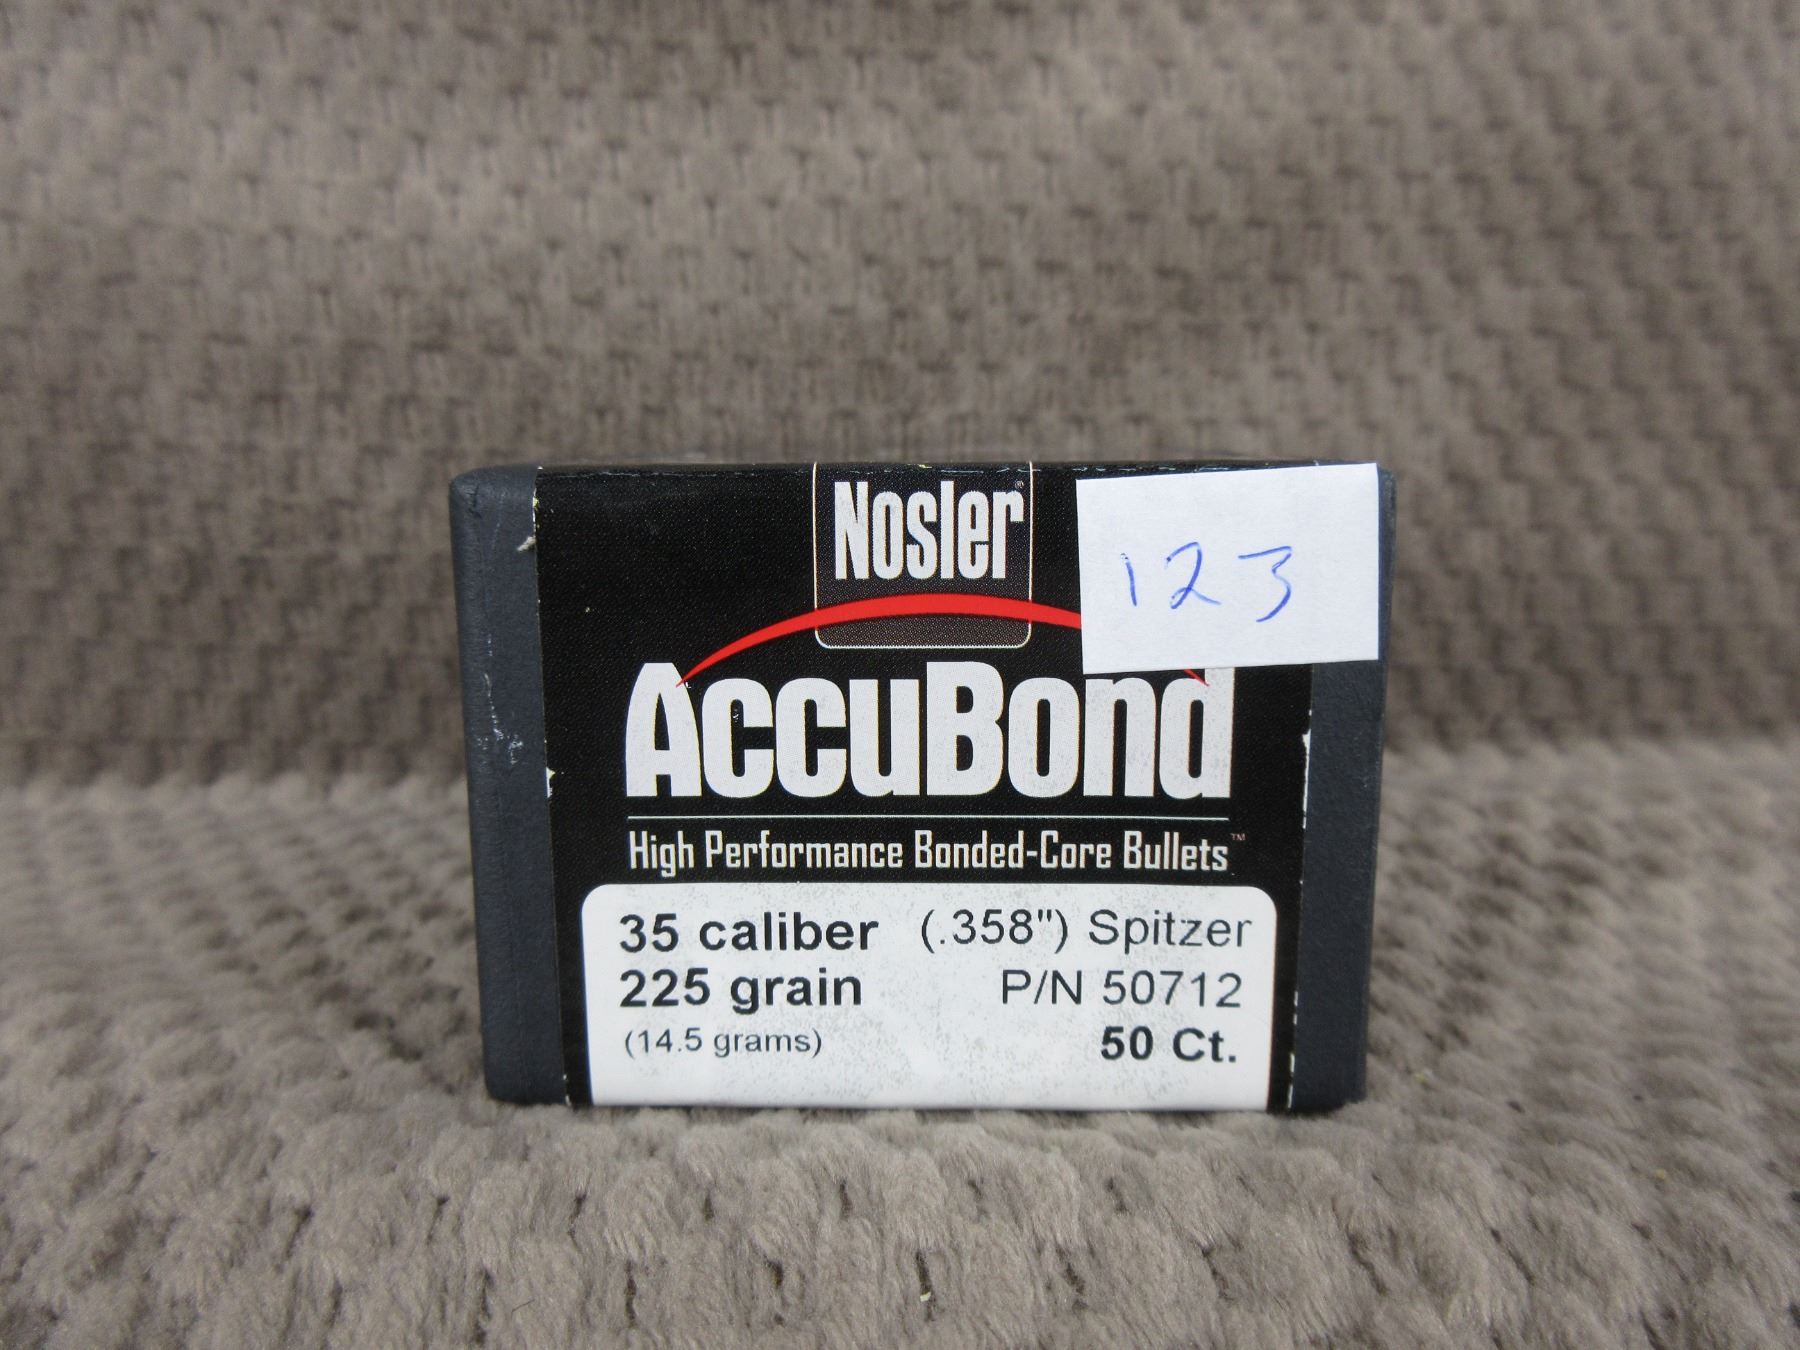 Nosler®
123
AccuBond
High Performance Bonded-Core Bullets™
35 caliber (.358") Spitzer
225 grain P/N 50712
(14.5 grams) 50 Ct.